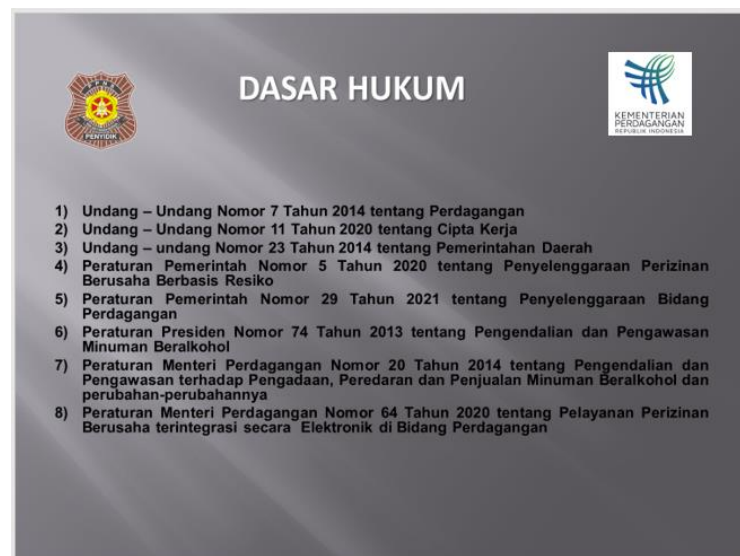 DASAR HUKUM
PENYIDIK
KEMENTERIAN
PERDAGANGAN
REPUBLIK INDONESIA
1) Undang – Undang Nomor 7 Tahun 2014 tentang Perdagangan
2) Undang – Undang Nomor 11 Tahun 2020 tentang Cipta Kerja
3) Undang – undang Nomor 23 Tahun 2014 tentang Pemerintahan Daerah
4) Peraturan Pemerintah Nomor 5 Tahun 2020 tentang Penyelenggaraan Perizinan
Berusaha Berbasis Resiko
5) Peraturan Pemerintah Nomor 29 Tahun 2021 tentang Penyelenggaraan Bidang
Perdagangan
6) Peraturan Presiden Nomor 74 Tahun 2013 tentang Pengendalian dan Pengawasan
Minuman Beralkohol
7) Peraturan Menteri Perdagangan Nomor 20 Tahun 2014 tentang Pengendalian dan
Pengawasan terhadap Pengadaan, Peredaran dan Penjualan Minuman Beralkohol dan
perubahan-perubahannya
8) Peraturan Menteri Perdagangan Nomor 64 Tahun 2020 tentang Pelayanan Perizinan
Berusaha terintegrasi secara Elektronik di Bidang Perdagangan